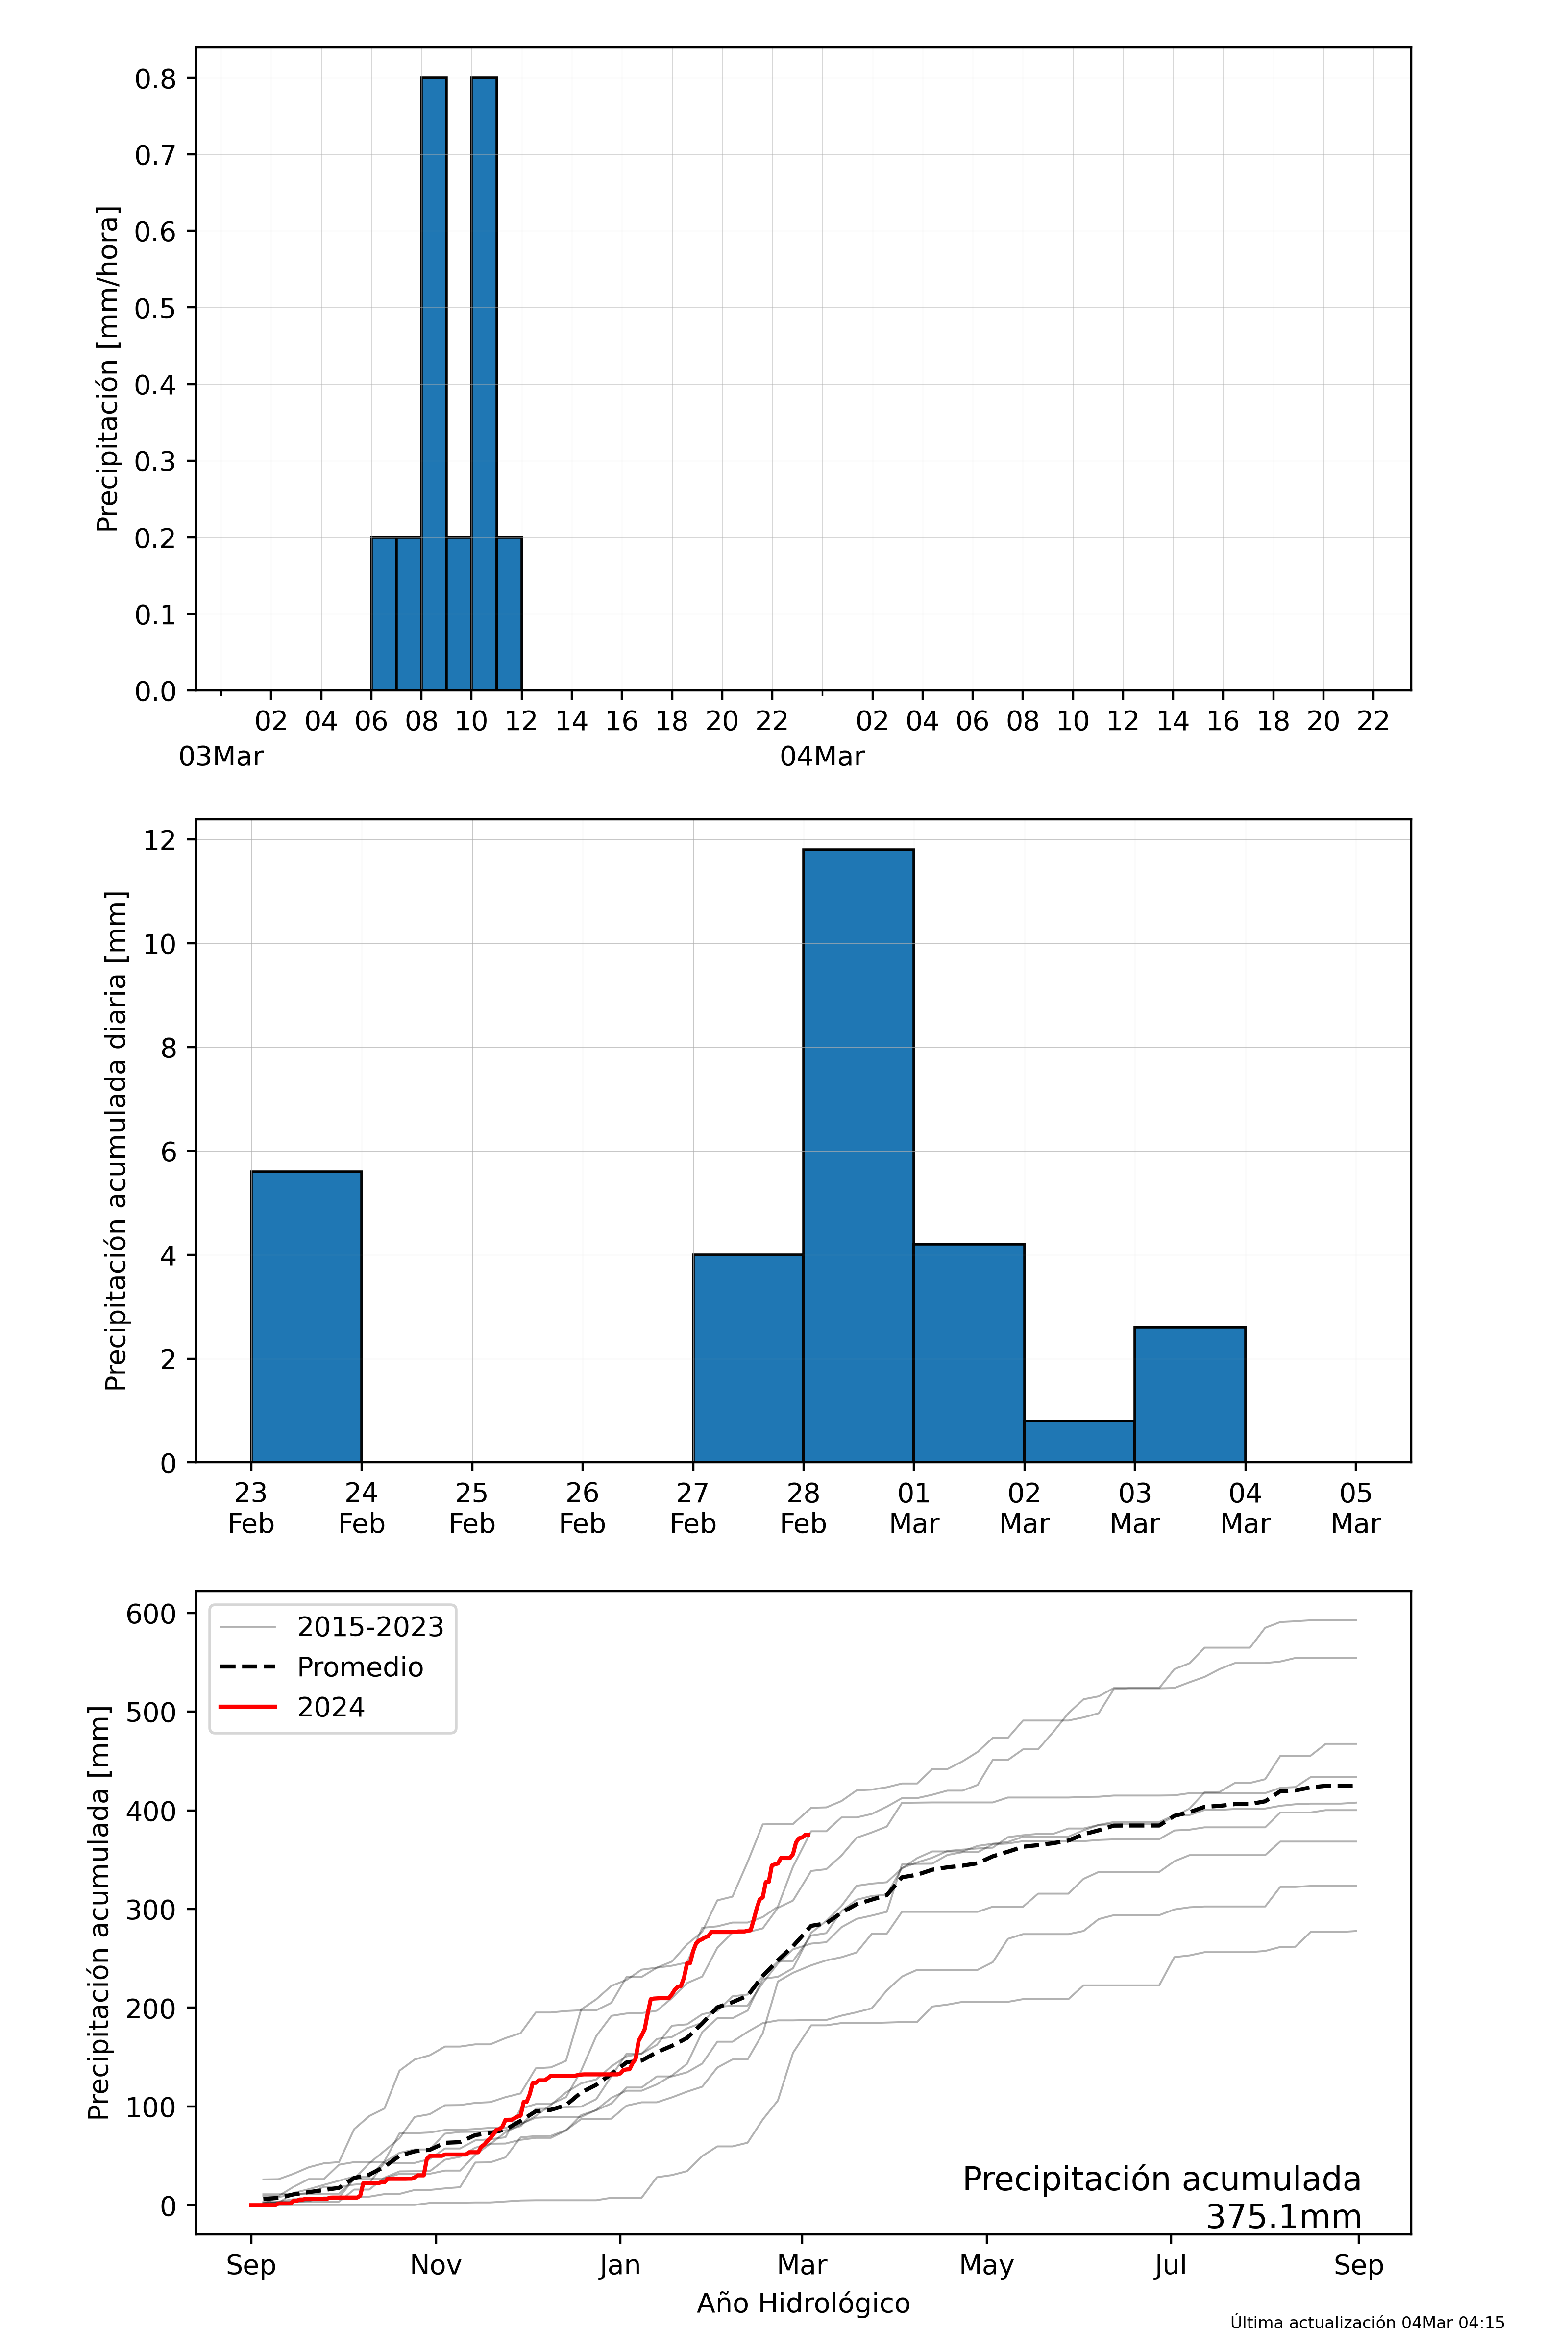 0.8
0.7
0.6
0.5
0.4
0.3
0.2
0.1
0.0
Precipitación [mm/hora]
02 04 06 08 10 12 14 16 18 20 22 02 04 06 08 10 12 14 16 18 20 22
03Mar 04Mar
12
10
8
6
4
2
0
Precipitación acumulada diaria [mm]
23 24 25 26 27 28 01 02 03 04 05
Feb Feb Feb Feb Feb Feb Mar Mar Mar Mar Mar
600
500
400
300
200
100
0
Precipitación acumulada [mm]
2015-2023
Promedio
2024
Precipitación acumulada
375.1mm
Sep Nov Jan Mar May Jul Sep
Año Hidrológico
Última actualización 04Mar 04:15